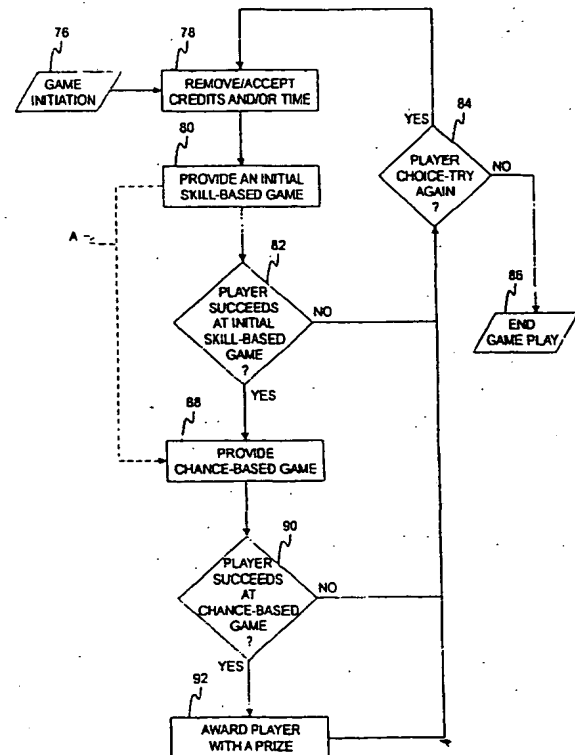 76
GAME
INITIATION
78
REMOVE/ACCEPT
CREDITS AND/OR TIME
80
PROVIDE AN INITIAL
SKILL-BASED GAME
A
82
PLAYER
SUCCEEDS
AT INITIAL
SKILL-BASED
GAME
?
NO
YES
84
YES
PLAYER
CHOICE-TRY
AGAIN
?
NO
86
END
GAME PLAY
88
PROVIDE
CHANCE-BASED GAME
90
PLAYER
SUCCEEDS
AT
CHANCE-BASED
GAME
?
NO
YES
92
AWARD PLAYER
WITH A PRIZE